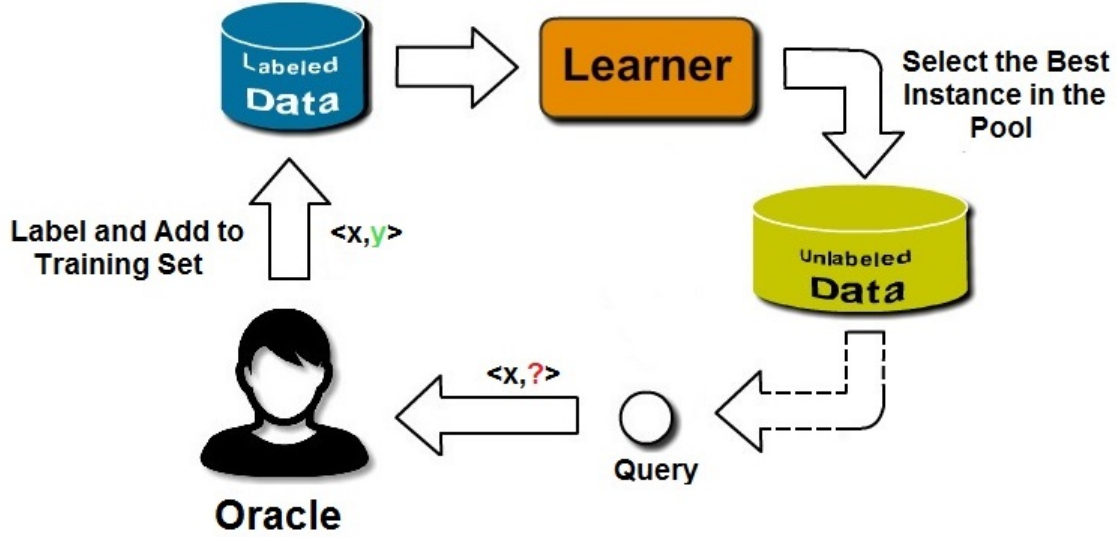 Labeled
Data
Learner
Select the Best
Instance in the
Pool
Unlabeled
Data
Label and Add to
Training Set
<x,y>
<x,?>
Query
Oracle